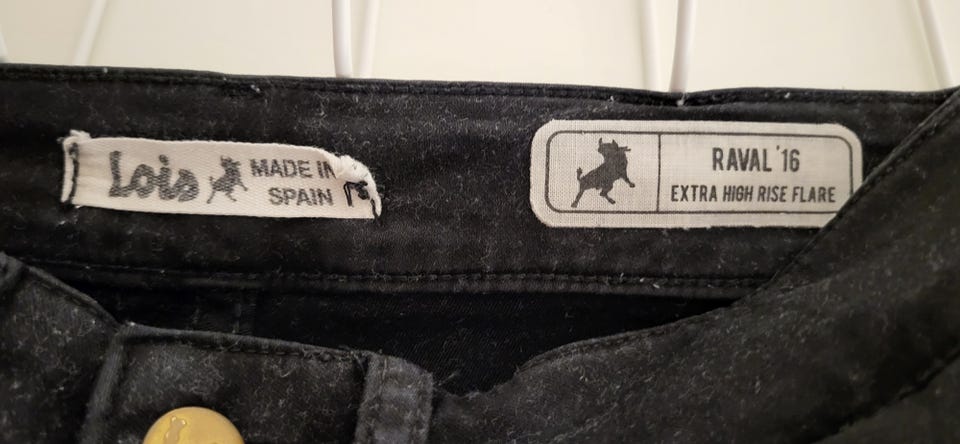 Lois
MADE IN
SPAIN
RAVAL '16
EXTRA HIGH RISE FLARE